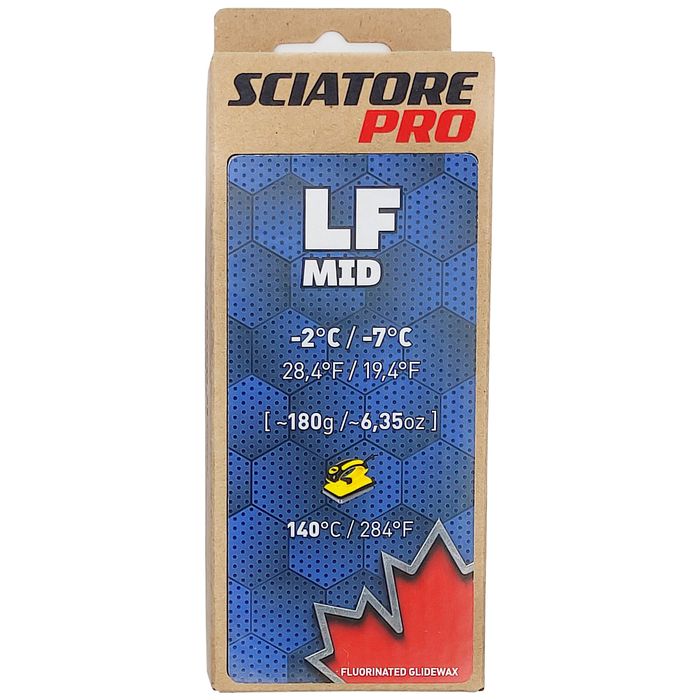 SCIATORE
PRO
LF
MID
-2°C / -7°C
28,4°F / 19,4°F
[ ~180g /~6,35oz ]
140°C / 284°F
FLUORINATED GLIDEWAX